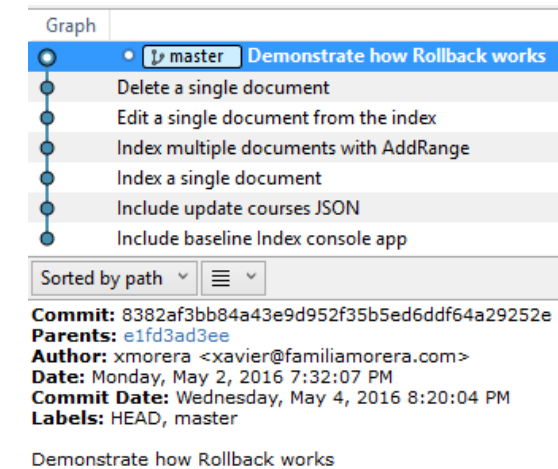 Graph
master Demonstrate how Rollback works
Delete a single document
Edit a single document from the index
Index multiple documents with AddRange
Index a single document
Include update courses JSON
Include baseline Index console app
Sorted by path
Commit: 8382af3bb84a43e9d952f35b5ed6ddf64a29252e
Parents: e1fd3ad3ee
Author: xmorera <xavier@familiamorera.com>
Date: Monday, May 2, 2016 7:32:07 PM
Commit Date: Wednesday, May 4, 2016 8:20:04 PM
Labels: HEAD, master
Demonstrate how Rollback works